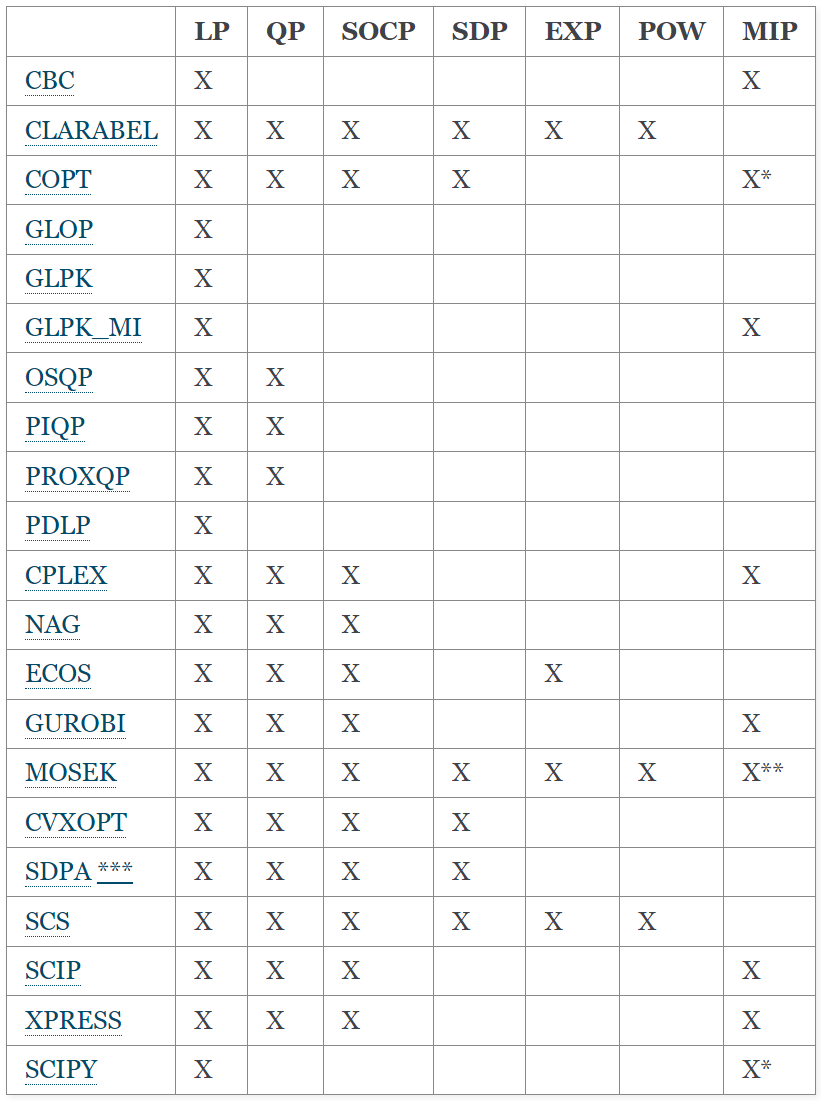 LP QP SOCP SDP EXP POW MIP
CBC X X
CLARABEL X X X X X X
COPT X X X X X*
GLOP X
GLPK X
GLPK_MI X X
OSQP X X
PIQP X X
PROXQP X X
PDLP X
CPLEX X X X X
NAG X X X
ECOS X X X X
GUROBI X X X X
MOSEK X X X X X X X**
CVXOPT X X X X
SDPA *** X X X X
SCS X X X X X X
SCIP X X X X
XPRESS X X X X
SCIPY X X*